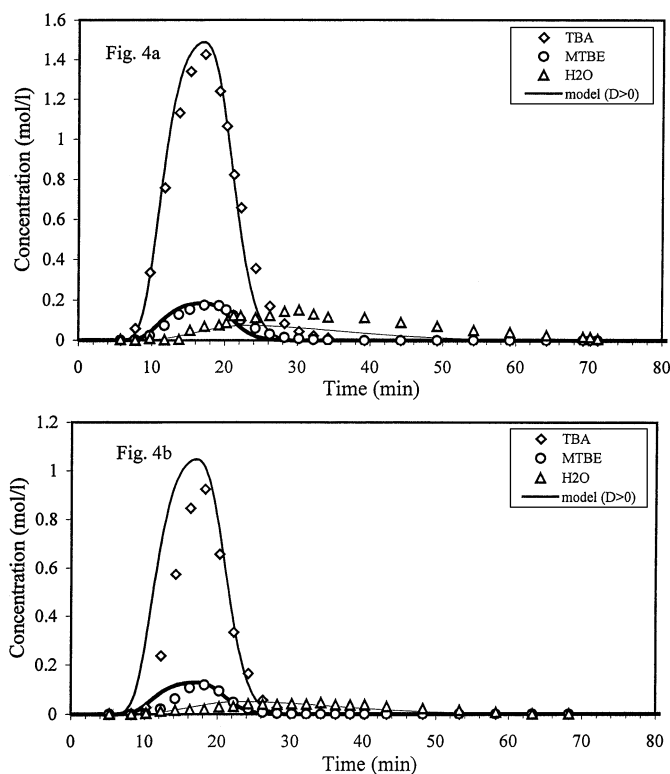 Fig. 4a
TBA
MTBE
H2O
model (D>0)
Concentration (mol/l)
1.6
1.4
1.2
1
0.8
0.6
0.4
0.2
0
0 10 20 30 40 50 60 70 80
Time (min)
Fig. 4b
TBA
MTBE
H2O
model (D>0)
Concentration (mol/l)
1.2
1
0.8
0.6
0.4
0.2
0
0 10 20 30 40 50 60 70 80
Time (min)